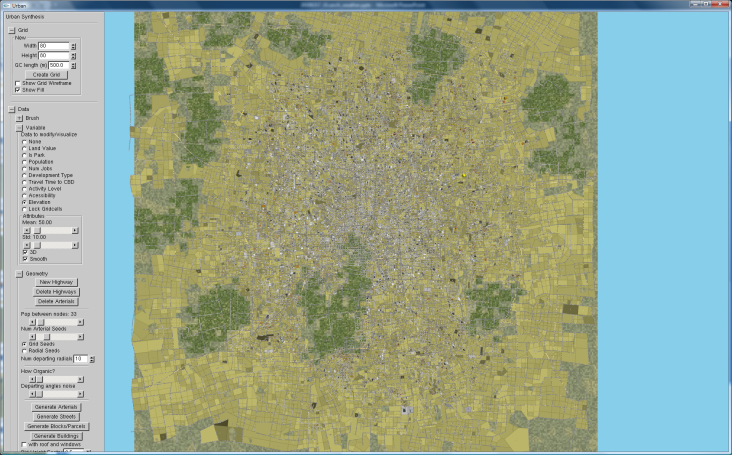 Urban
Urban Synthesis
Grid
New
Width 80
Height 80
GC length (m) 500.0
Create Grid
Show Grid Wireframe
Show Fill
Data
Brush
Variable
Data to modify/visualize
None
Land Value
Is Park
Population
Num Jobs
Development Type
Travel Time to CBD
Activity Level
Acessibility
Elevation
Lock Gridcells
Attributes
Mean: 50.00
Std: 10.00
3D
Smooth
Geometry
New Highway
Delete Highways
Delete Arterials
Pop between nodes: 33
Num Arterial Seeds
Grid Seeds
Radial Seeds
Num departing radials 10
How Organic?
Departing angles noise
Generate Arterials
Generate Streets
Generate Blocks/Parcels
Generate Buildings
with roof and windows